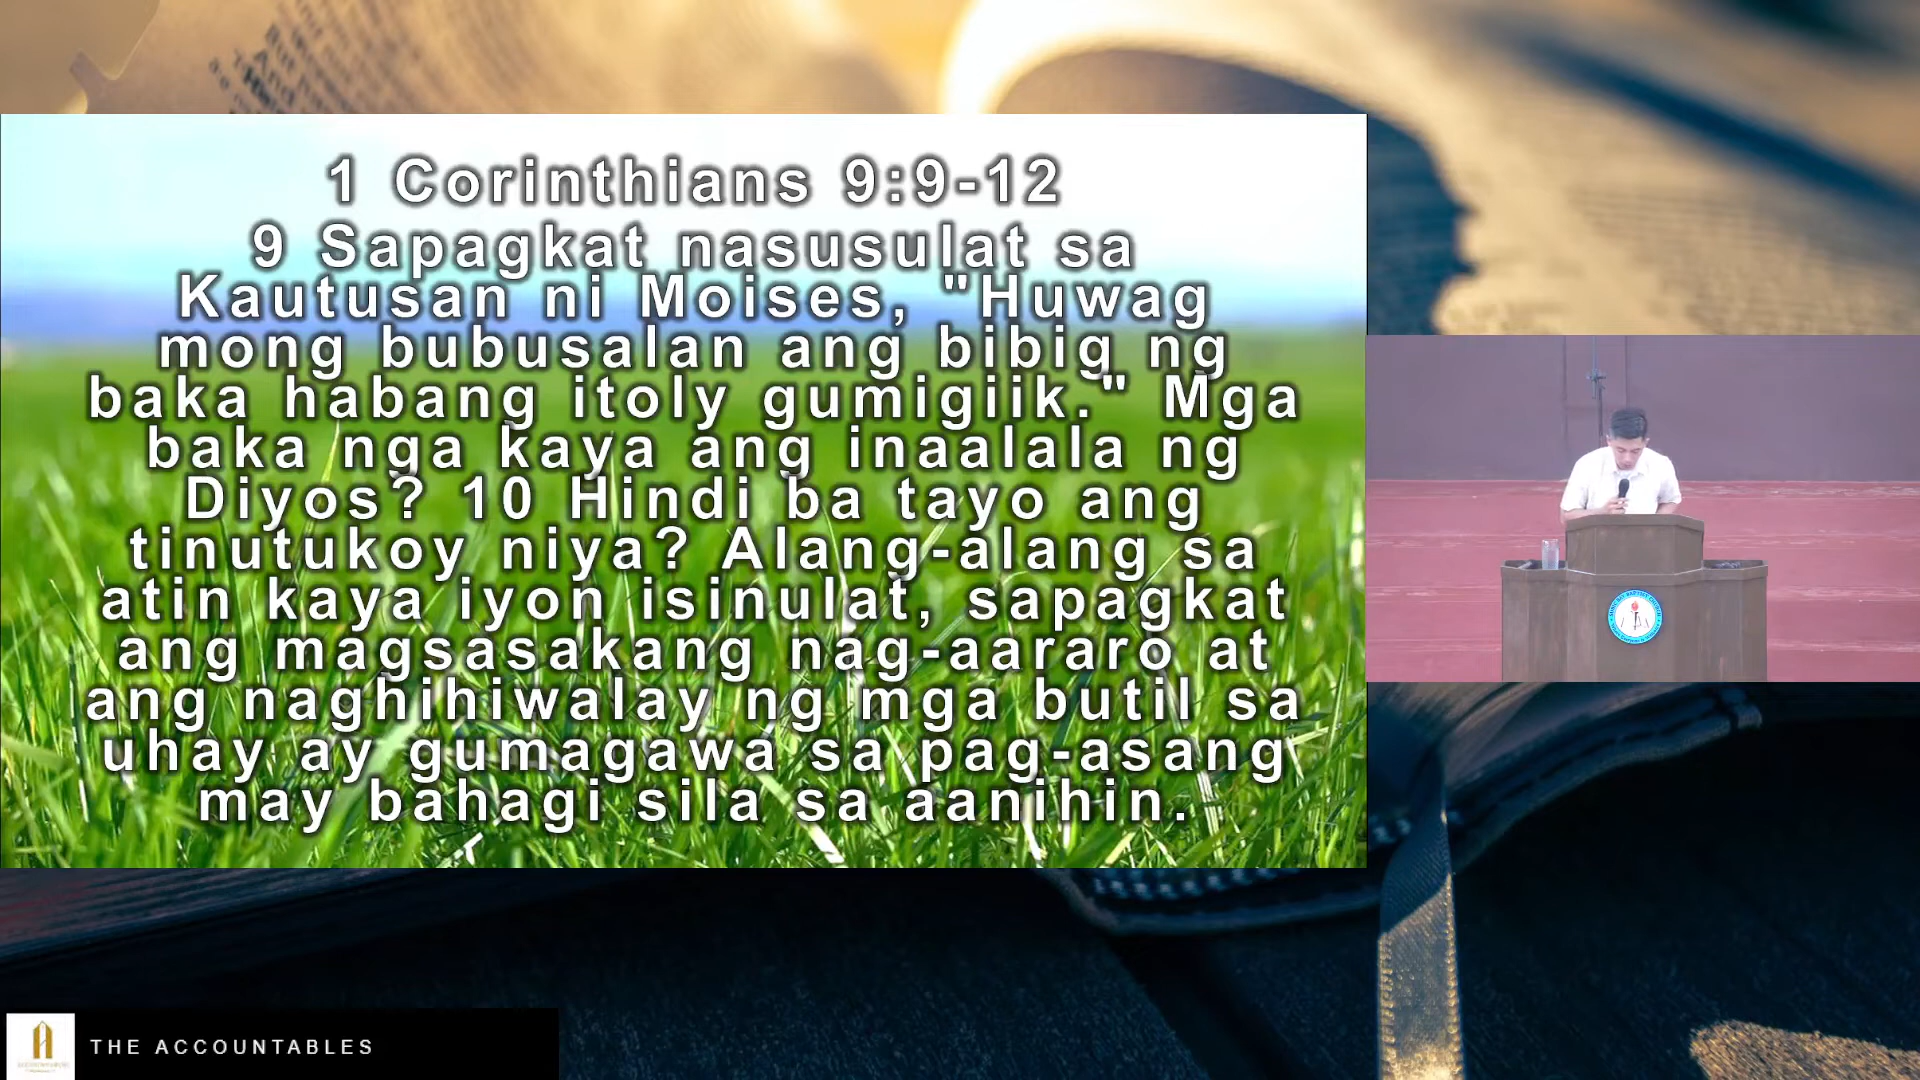 1 Corinthians 9:9-12
9 Sapagkat nasusulat sa
Kautusan ni Moises, "Huwag
mong bubusalan ang bibig ng
baka habang itoly gumigiik." Mga
baka nga kaya ang inaalala ng
Diyos? 10 Hindi ba tayo ang
tinutukoy niya? Alang-alang sa
atin kaya iyon isinulat, sapagkat
ang magsasakang nag-aararo at
ang naghihiwalay ng mga butil sa
uhay ay gumagawa sa pag-asang
may bahagi sila sa aanihin.
THE ACCOUNTABLES